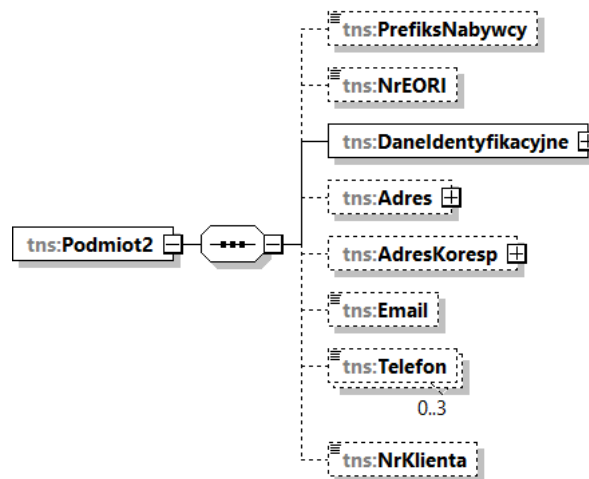 tns:PrefiksNabywcy
tns:NrEORI
tns:DaneIdentyfikacyjne
tns:Adres
tns:Podmiot2
tns:AdresKoresp
tns:Email
tns:Telefon
0..3
tns:NrKlienta